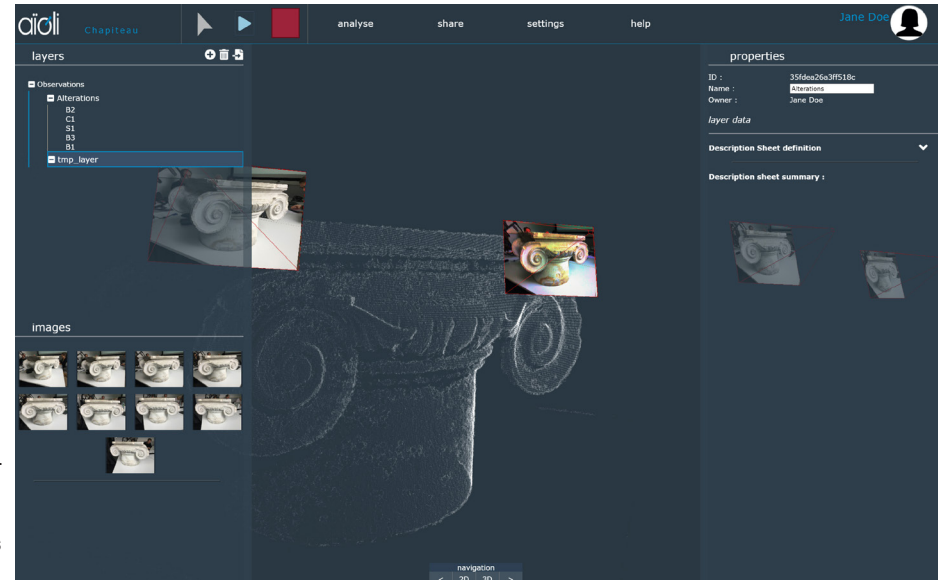 aïoli Chapiteau
analyse share settings help
Jane Doe
layers
Observations
Alterations
B2
C1
S1
B3
B1
tmp_layer
images
properties
ID : 35fdea26a3ff518c
Name : Alterations
Owner : Jane Doe
layer data
Description Sheet definition
Description sheet summary :
navigation
< 2D 3D >